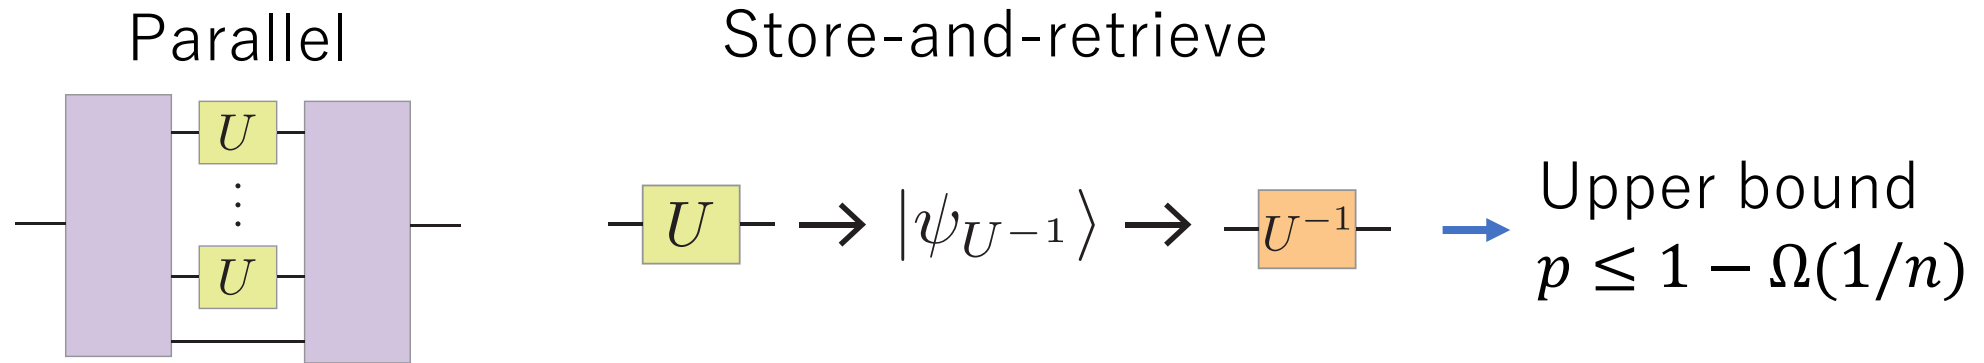 Parallel
Store-and-retrieve
U
⋮
U
U → |ψ_{U^{-1}}⟩ → U^{-1} →
Upper bound
p ≤ 1 − Ω(1/n)